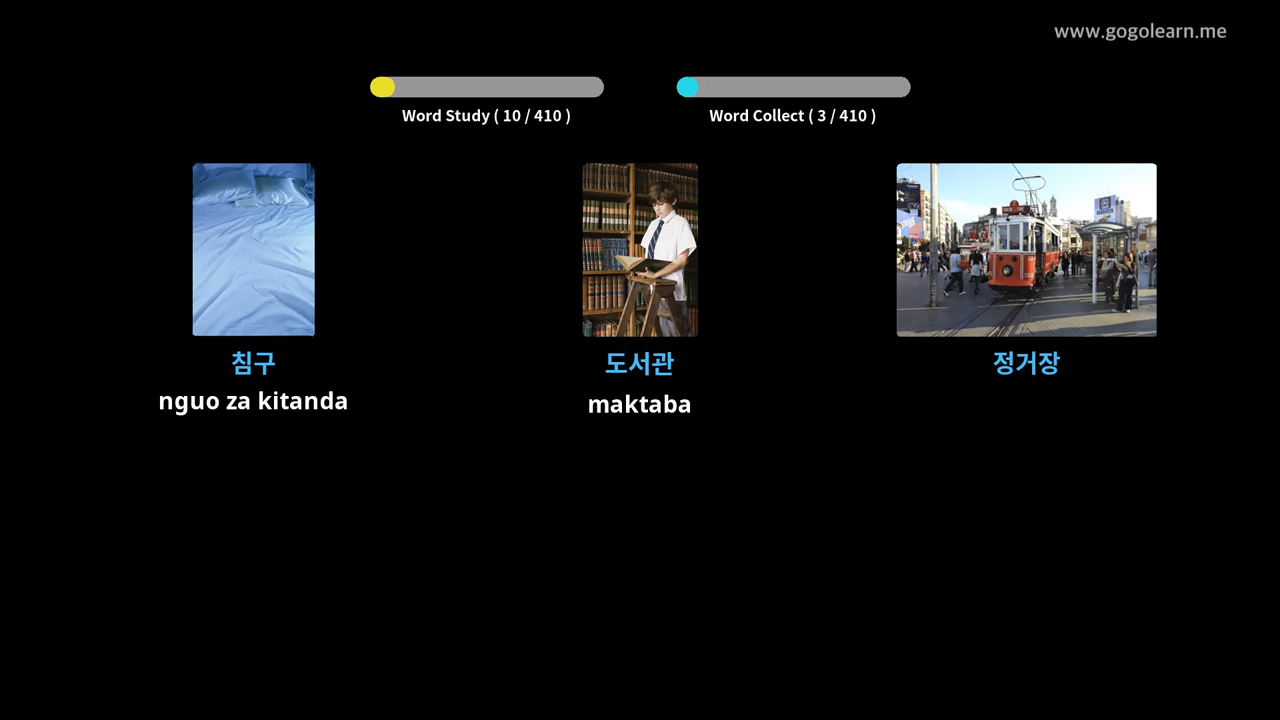 www.gogolearn.me
Word Study ( 10 / 410 )
Word Collect ( 3 / 410 )
침구
도서관
정거장
nguo za kitanda
maktaba